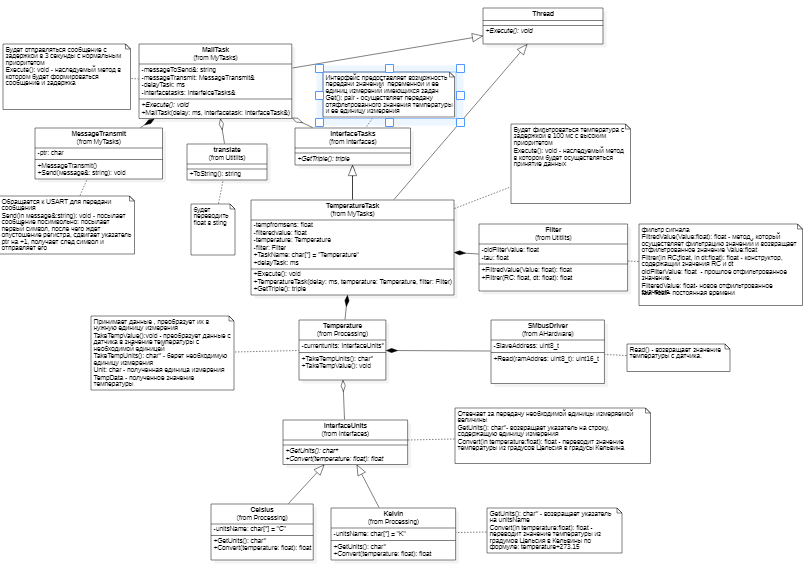 Thread
+Execute(): void
Будет отправляться сообщение с
задержкой в 3 секунды с нормальным
приоритетом
Execute(): void - наследуемый метод в
котором будет формироваться
сообщение и задержка
MailTask
(from MyTasks)
-messageToSend&: string
-messageTransmit: MessageTransmit&
-delayTask: ms
-interfacetasks: InterfeiceTasks&
+Execute(): void
+MailTask(delay: ms, interfacetask: InterfaceTask&)
Интерфейс предоставляет возможность
передачи значений переменной и ее
единиц измерений имеющихся задач
Get(): pair - осуществляет передачу
отфильтрованного значения температуры
и ее единицу измерения
MessageTransmit
(from MyTasks)
-ptr: char
+MessageTransmit()
+Send(message&: string): void
translate
(from Utilits)
+ToString(): string
InterfaceTasks
(from Interfaces)
+GetTriple(): triple
Будет фильтроваться температура с
задержкой в 100 мс с высоким
приоритетом
Execute(): void - наследуемый метод
в котором будет осуществляться
принятие данных
Обращается к USART для передачи
сообщения
Send(in message&:string): void - посылает
сообщение посимвольно: посылает
первый символ, после чего ждет
опустошение регистра, сдвигает указатель
ptr на +1, получает след символ и
отправляет его
будет
переводить
float в sting
TemperatureTask
(from MyTasks)
-tempfromsens: float
-filteredvalue: float
-temperature: Temperature
-filter: Filter
+TaskName: char[*] = "Temperature"
+delayTask: ms
+Execute(): void
+TemperatureTask(delay: ms, temperature: Temperature, filter: Filter)
+GetTriple(): triple
Filter
(from Utilits)
-oldFilterValue: float
-tau: float
+FiltredValue(Value: float): float
+Filter(RC: float, dt: float): float
фильтр сигнала
FiltredValue(Value:float): float - метод, который
осуществляет фильтрацию значений и возвращает
отфильтрованное значение Value:float
Filtrer(in RC:float, in dt:float): float - конструктор,
содержащий значения RC и dt
oldFilterValue: float - прошлое отфильтрованное
значение.
FilteredValue: float- новое отфильтрованное
постоянная времени
Принимает данные , преобразует их в
нужную единицу измерения
TakeTempValue():void - преобразует данные с
датчика в значение температуры с
необходимой единицей
TakeTempUnits(): char* - берет необходимую
единицу измерения
Unit: char - полученная единица измерения
TempData - полученное значение
температуры
Temperature
(from Processing)
-currentunits: InterfaceUnits*
+TakeTempUnits(): char*
+TakeTempValue(): void
SMbusDriver
(from AHardware)
-SlaveAddress: uint8_t
+Read(ramAddres: uint8_t): uint16_t
Read() - возвращает значение
температуры с датчика.
InterfaceUnits
(from Interfaces)
+GetUnits(): char*
+Convert(temperature: float): float
Отвечает за передачу необходимой единицы измеряемой
величины
GetUnits(): char*- возвращает указатель на строку,
содержащую единицу измерения
Convert(in temperature:float): float - переводит значение
температуры из градусов Цельсия в градусы Кельвина
Celsius
(from Processing)
-unitsName: char[*] = "C"
+GetUnits(): char*
+Convert(temperature: float): float
Kelvin
(from Processing)
-unitsName: char[*] = "K"
+GetUnits(): char*
+Convert(temperature: float): float
GetUnits(): char* - возвращает указатель
на unitsName
Convert(in temperature:float): float -
переводит значение температуры из
градумов Цельсия в Кельвины по
формуле: temperature+273.15